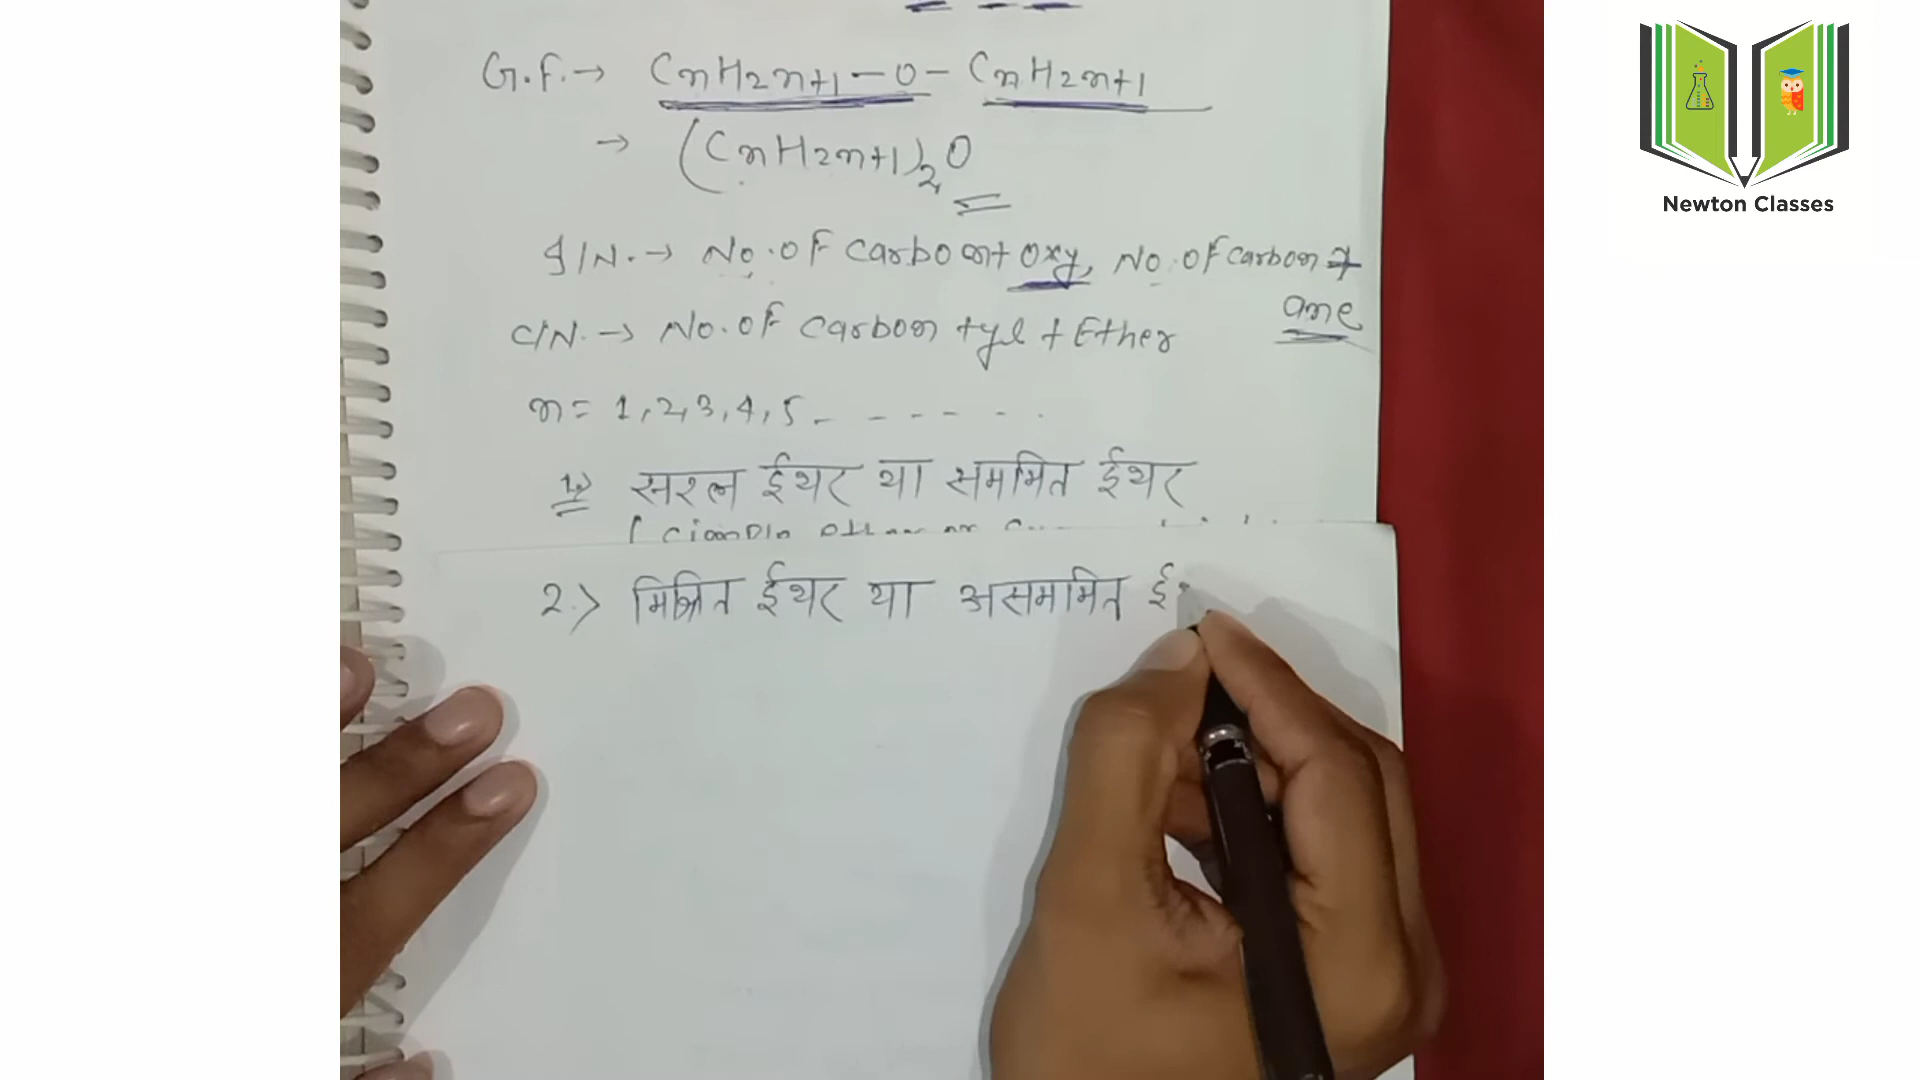 G.F.→ CnH2n+1-O- CnH2n+1
→ (CnH2n+1)2O
I/N.→ No.of carbon+oxy, No.of carbon+
ane
C/N.→ No.of carbon +yl + Ether
n= 1,2,3,4,5- - - - - . .
1.> सरल ईथर या सममित ईथर
2.> मिश्रित ईथर या असममित
Newton Classes